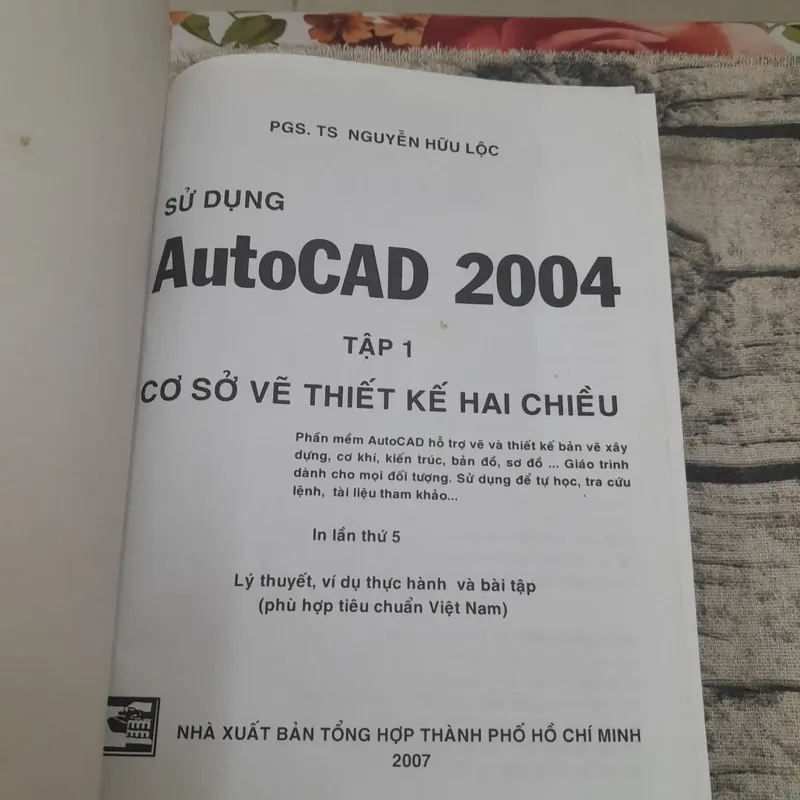 PGS. TS NGUYỄN HỮU LỘC
SỬ DỤNG
AutoCAD 2004
TẬP 1
CƠ SỞ VẼ THIẾT KẾ HAI CHIỀU
Phần mềm AutoCAD hỗ trợ vẽ và thiết kế bản vẽ xây
dựng, cơ khí, kiến trúc, bản đồ, sơ đồ ... Giáo trình
dành cho mọi đối tượng. Sử dụng để tự học, tra cứu
lệnh, tài liệu tham khảo...
In lần thứ 5
Lý thuyết, ví dụ thực hành và bài tập
(phù hợp tiêu chuẩn Việt Nam)
NHÀ XUẤT BẢN TỔNG HỢP THÀNH PHỐ HỒ CHÍ MINH
2007